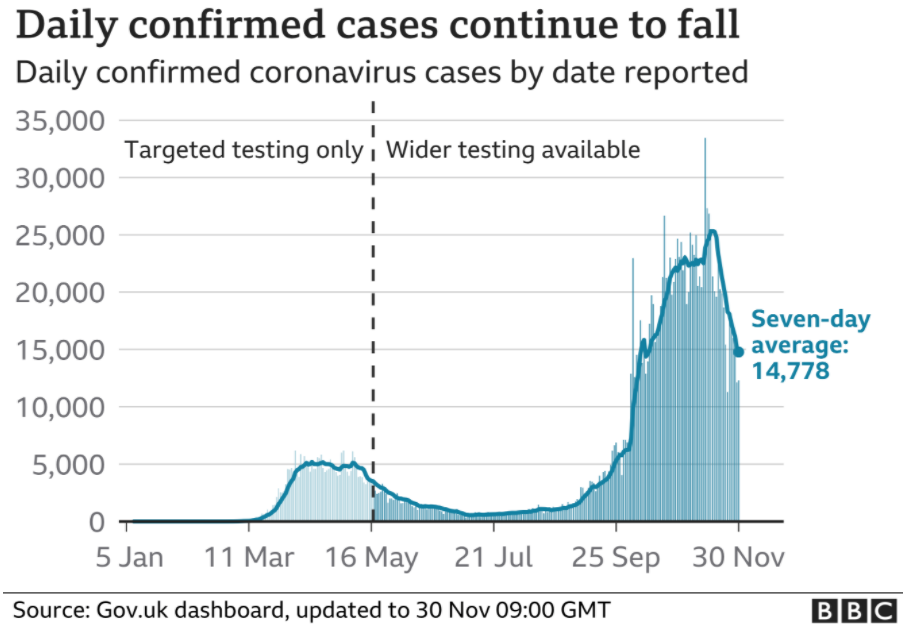 Daily confirmed cases continue to fall
Daily confirmed coronavirus cases by date reported
35,000
Targeted testing only
Wider testing available
30,000
25,000
20,000
Seven-day
average:
14,778
15,000
10,000
5,000
0
5 Jan 11 Mar 16 May 21 Jul 25 Sep 30 Nov
Source: Gov.uk dashboard, updated to 30 Nov 09:00 GMT
BBC